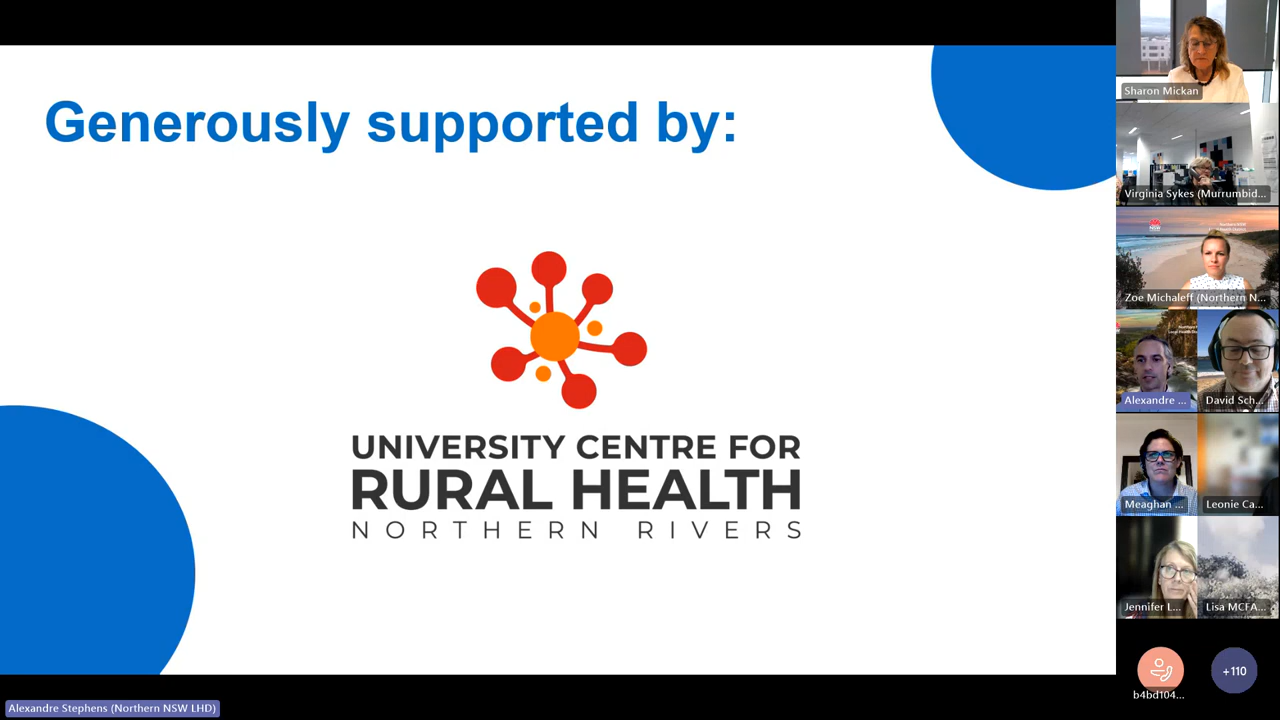 Generously supported by:
UNIVERSITY CENTRE FOR
RURAL HEALTH
NORTHERN RIVERS
Sharon Mickan
Virginia Sykes (Murrumbid...
Zoe Michaleff (Northern N...
Alexandre ...
David Sch...
Meaghan ...
Leonie Ca...
Jennifer L...
Lisa MCFA...
b4bd104...
+110
Alexandre Stephens (Northern NSW LHD)